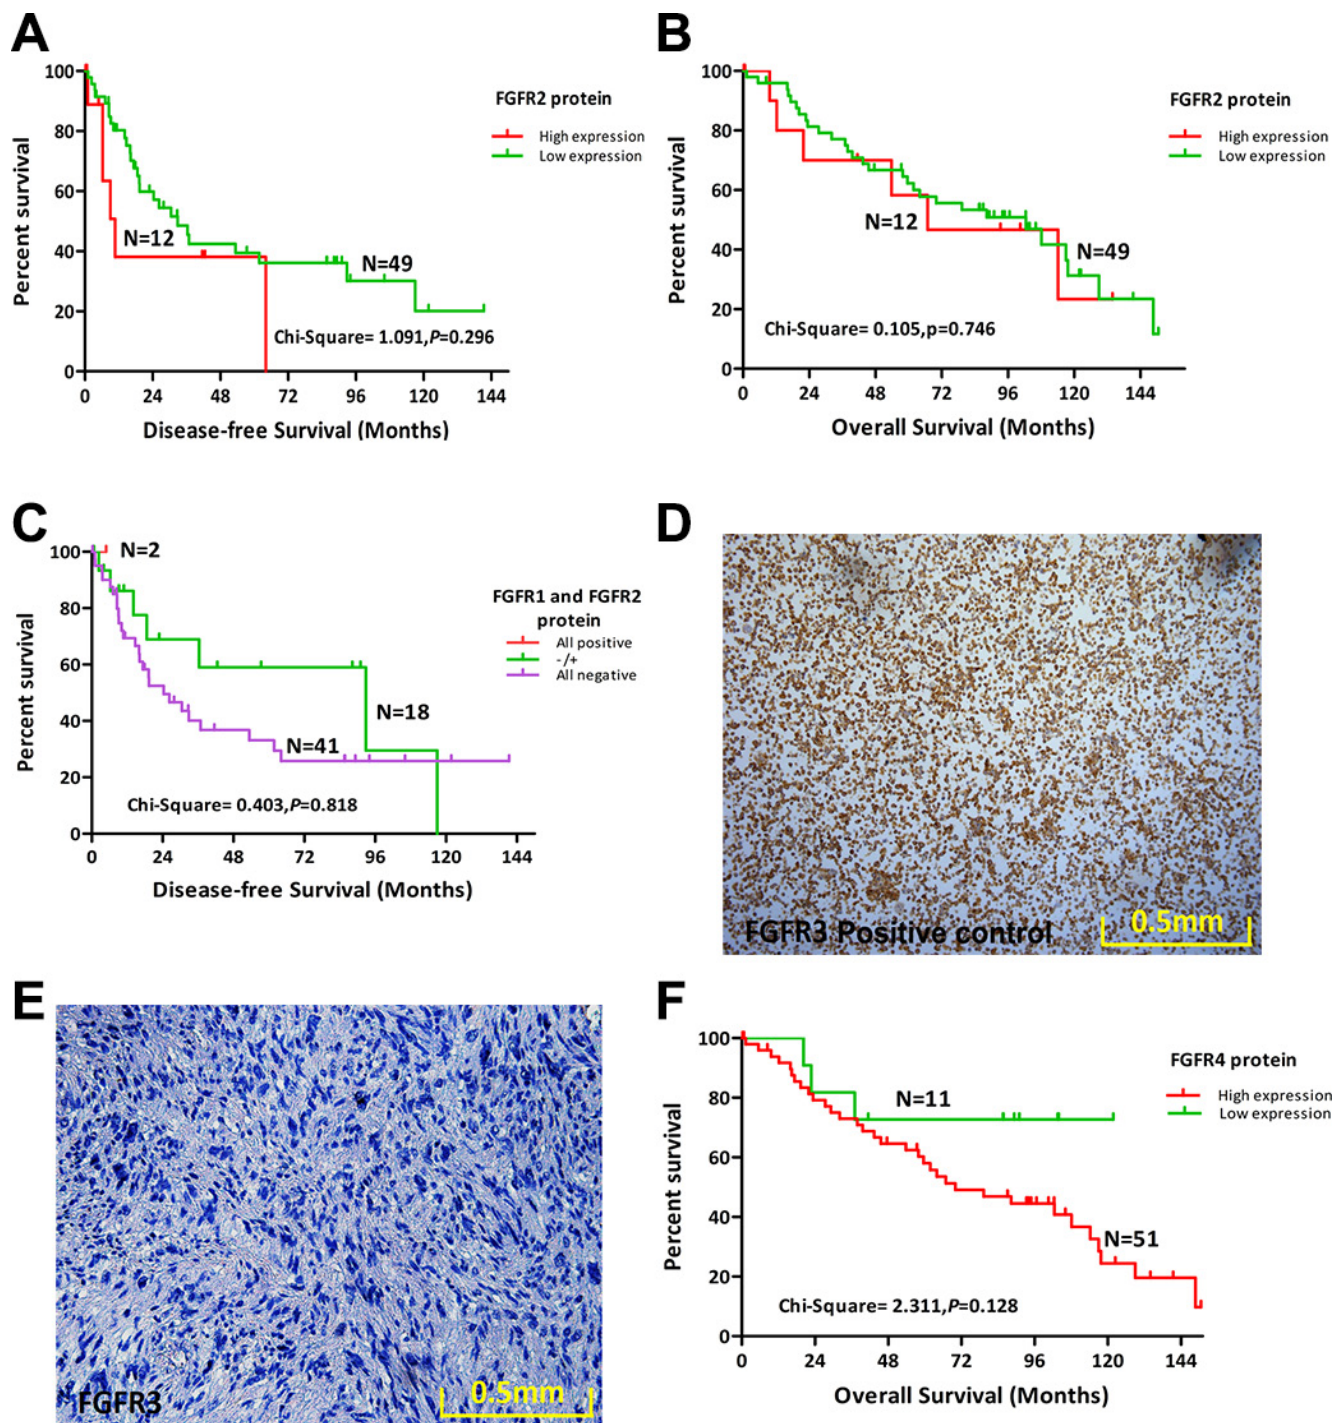 A
100
80
60
40
20
0
Percent survival
FGFR2 protein
High expression
Low expression
N=12
N=49
Chi-Square= 1.091,P=0.296
0 24 48 72 96 120 144
Disease-free Survival (Months)
B
100
80
60
40
20
0
Percent survival
FGFR2 protein
High expression
Low expression
N=12
N=49
Chi-Square= 0.105,p=0.746
0 24 48 72 96 120 144
Overall Survival (Months)
C
100
80
60
40
20
0
Percent survival
N=2
FGFR1 and FGFR2
protein
All positive
-/+
All negative
N=18
N=41
Chi-Square= 0.403,P=0.818
0 24 48 72 96 120 144
Disease-free Survival (Months)
D
FGFR3 Positive control
0.5mm
E
FGFR3
0.5mm
F
100
80
60
40
20
0
Percent survival
FGFR4 protein
High expression
Low expression
N=11
N=51
Chi-Square= 2.311,P=0.128
0 24 48 72 96 120 144
Overall Survival (Months)